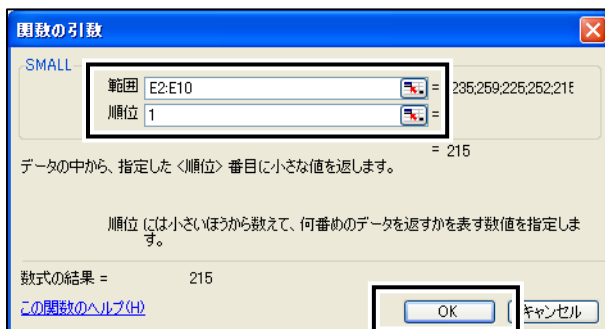 関数の引数
SMALL
範囲 E2:E10 = 235;259;225;252;215
順位 1 =
= 215
データの中から、指定した <順位> 番目に小さな値を返します。
順位 には小さいほうから数えて、何番めのデータを返すかを表す数値を指定しま
す。
数式の結果 = 215
この関数のヘルプ(H) OK キャンセル